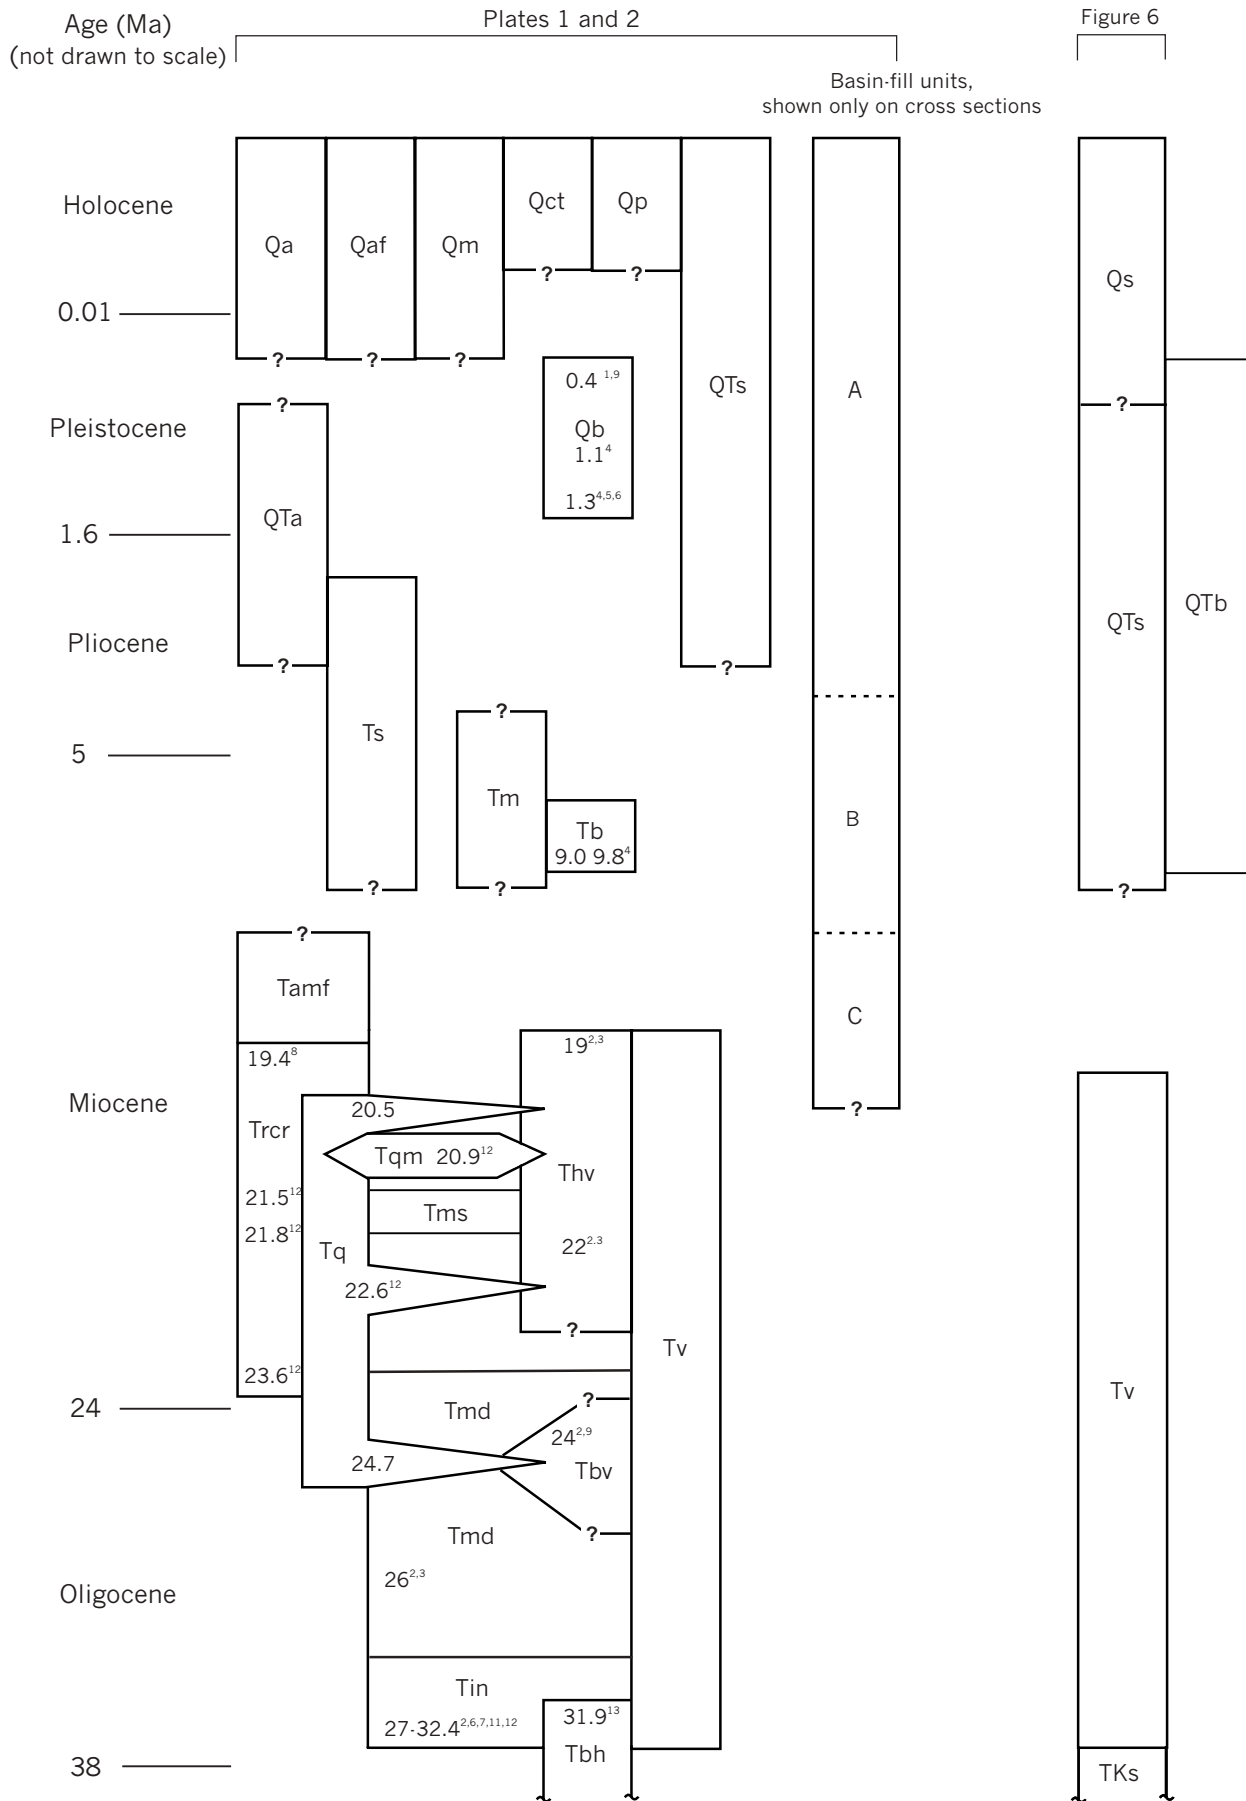 Age (Ma)
(not drawn to scale)
Plates 1 and 2
Figure 6
Basin-fill units,
shown only on cross sections
Holocene
Qa
Qaf
Qm
Qct
Qp
Qs
?
?
0.01
?
?
?
0.4 1,9
Qb
1.1 4
1.3 4,5,6
QTs
A
?
?
Pleistocene
QTa
1.6
QTs
QTb
Pliocene
?
?
Ts
?
5
Tm
Tb
9.0 9.8 4
B
?
?
?
?
Tamf
C
19.4 8
19 2,3
Miocene
20.5
?
Trcr
Tqm 20.9 12
Thv
21.5 12
Tms
21.8 12
Tq
22 2.3
22.6 12
?
Tv
23.6 12
Tv
24
Tmd
?
24 2,9
24.7
Tbv
Tmd
?
26 2,3
Oligocene
Tin
27-32.4 2,6,7,11,12
31.9 13
Tbh
38
TKs